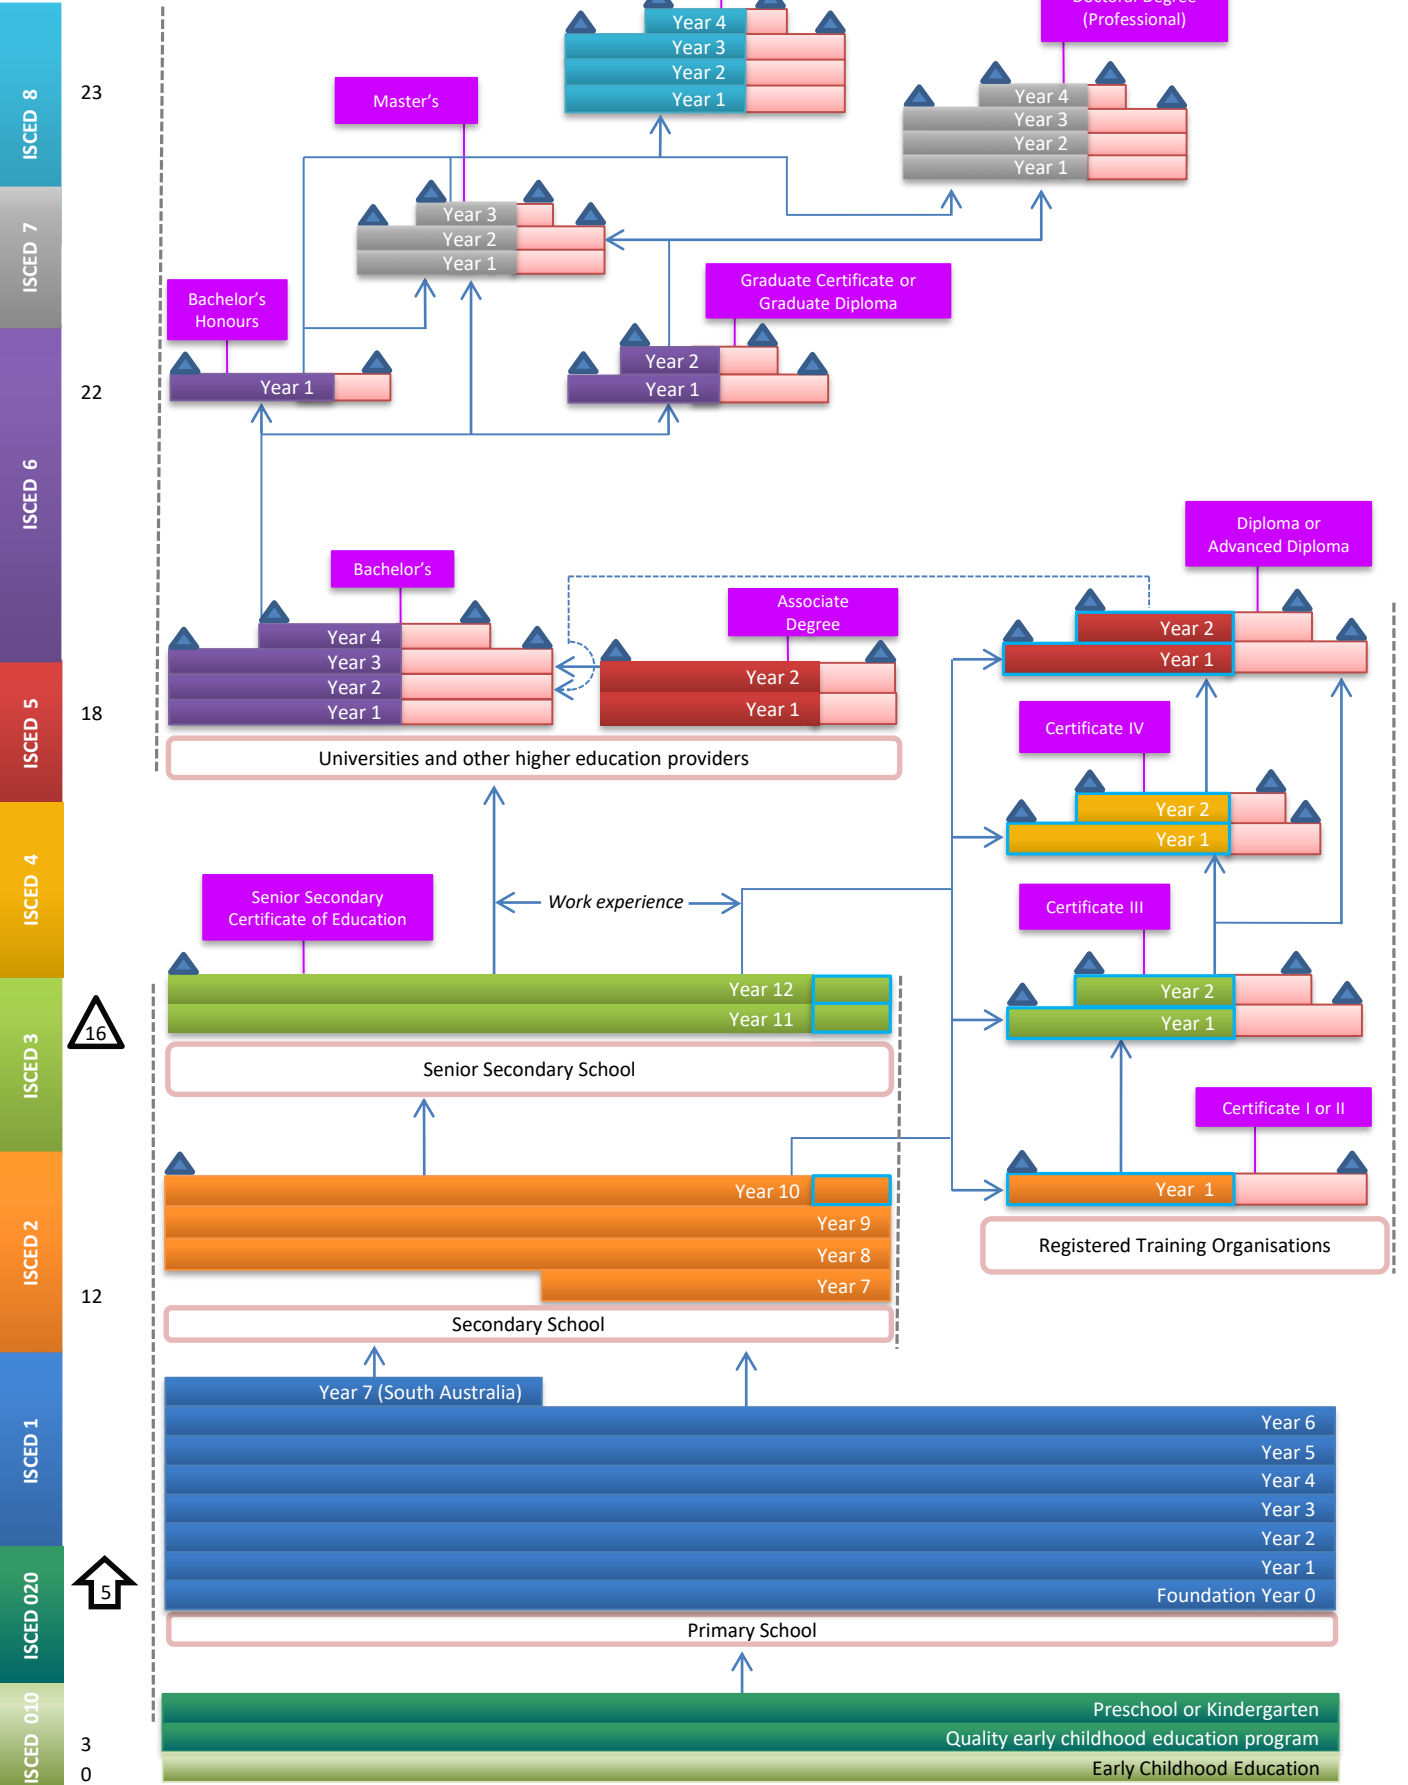 Doctoral Degree
(Professional)
Year 4
Year 3
Year 2
Year 1
ISCED 8
23
Master's
Year 4
Year 3
Year 2
Year 1
ISCED 7
Year 3
Year 2
Year 1
Bachelor's
Honours
Graduate Certificate or
Graduate Diploma
Year 1
22
Year 2
Year 1
ISCED 6
Diploma or
Advanced Diploma
Bachelor's
Associate
Degree
Year 4
Year 3
Year 2
Year 1
Year 2
Year 1
Year 2
Year 1
ISCED 5
18
Universities and other higher education providers
Certificate IV
Year 2
Year 1
ISCED 4
Senior Secondary
Certificate of Education
Work experience
Certificate III
Year 12
Year 11
Year 2
Year 1
ISCED 3
16
Senior Secondary School
Certificate I or II
Year 10
Year 9
Year 8
Year 7
Year 1
Registered Training Organisations
ISCED 2
12
Secondary School
Year 7 (South Australia)
Year 6
Year 5
Year 4
Year 3
Year 2
Year 1
Foundation Year 0
ISCED 1
5
Primary School
ISCED 020
Preschool or Kindergarten
Quality early childhood education program
Early Childhood Education
ISCED 010
3
0